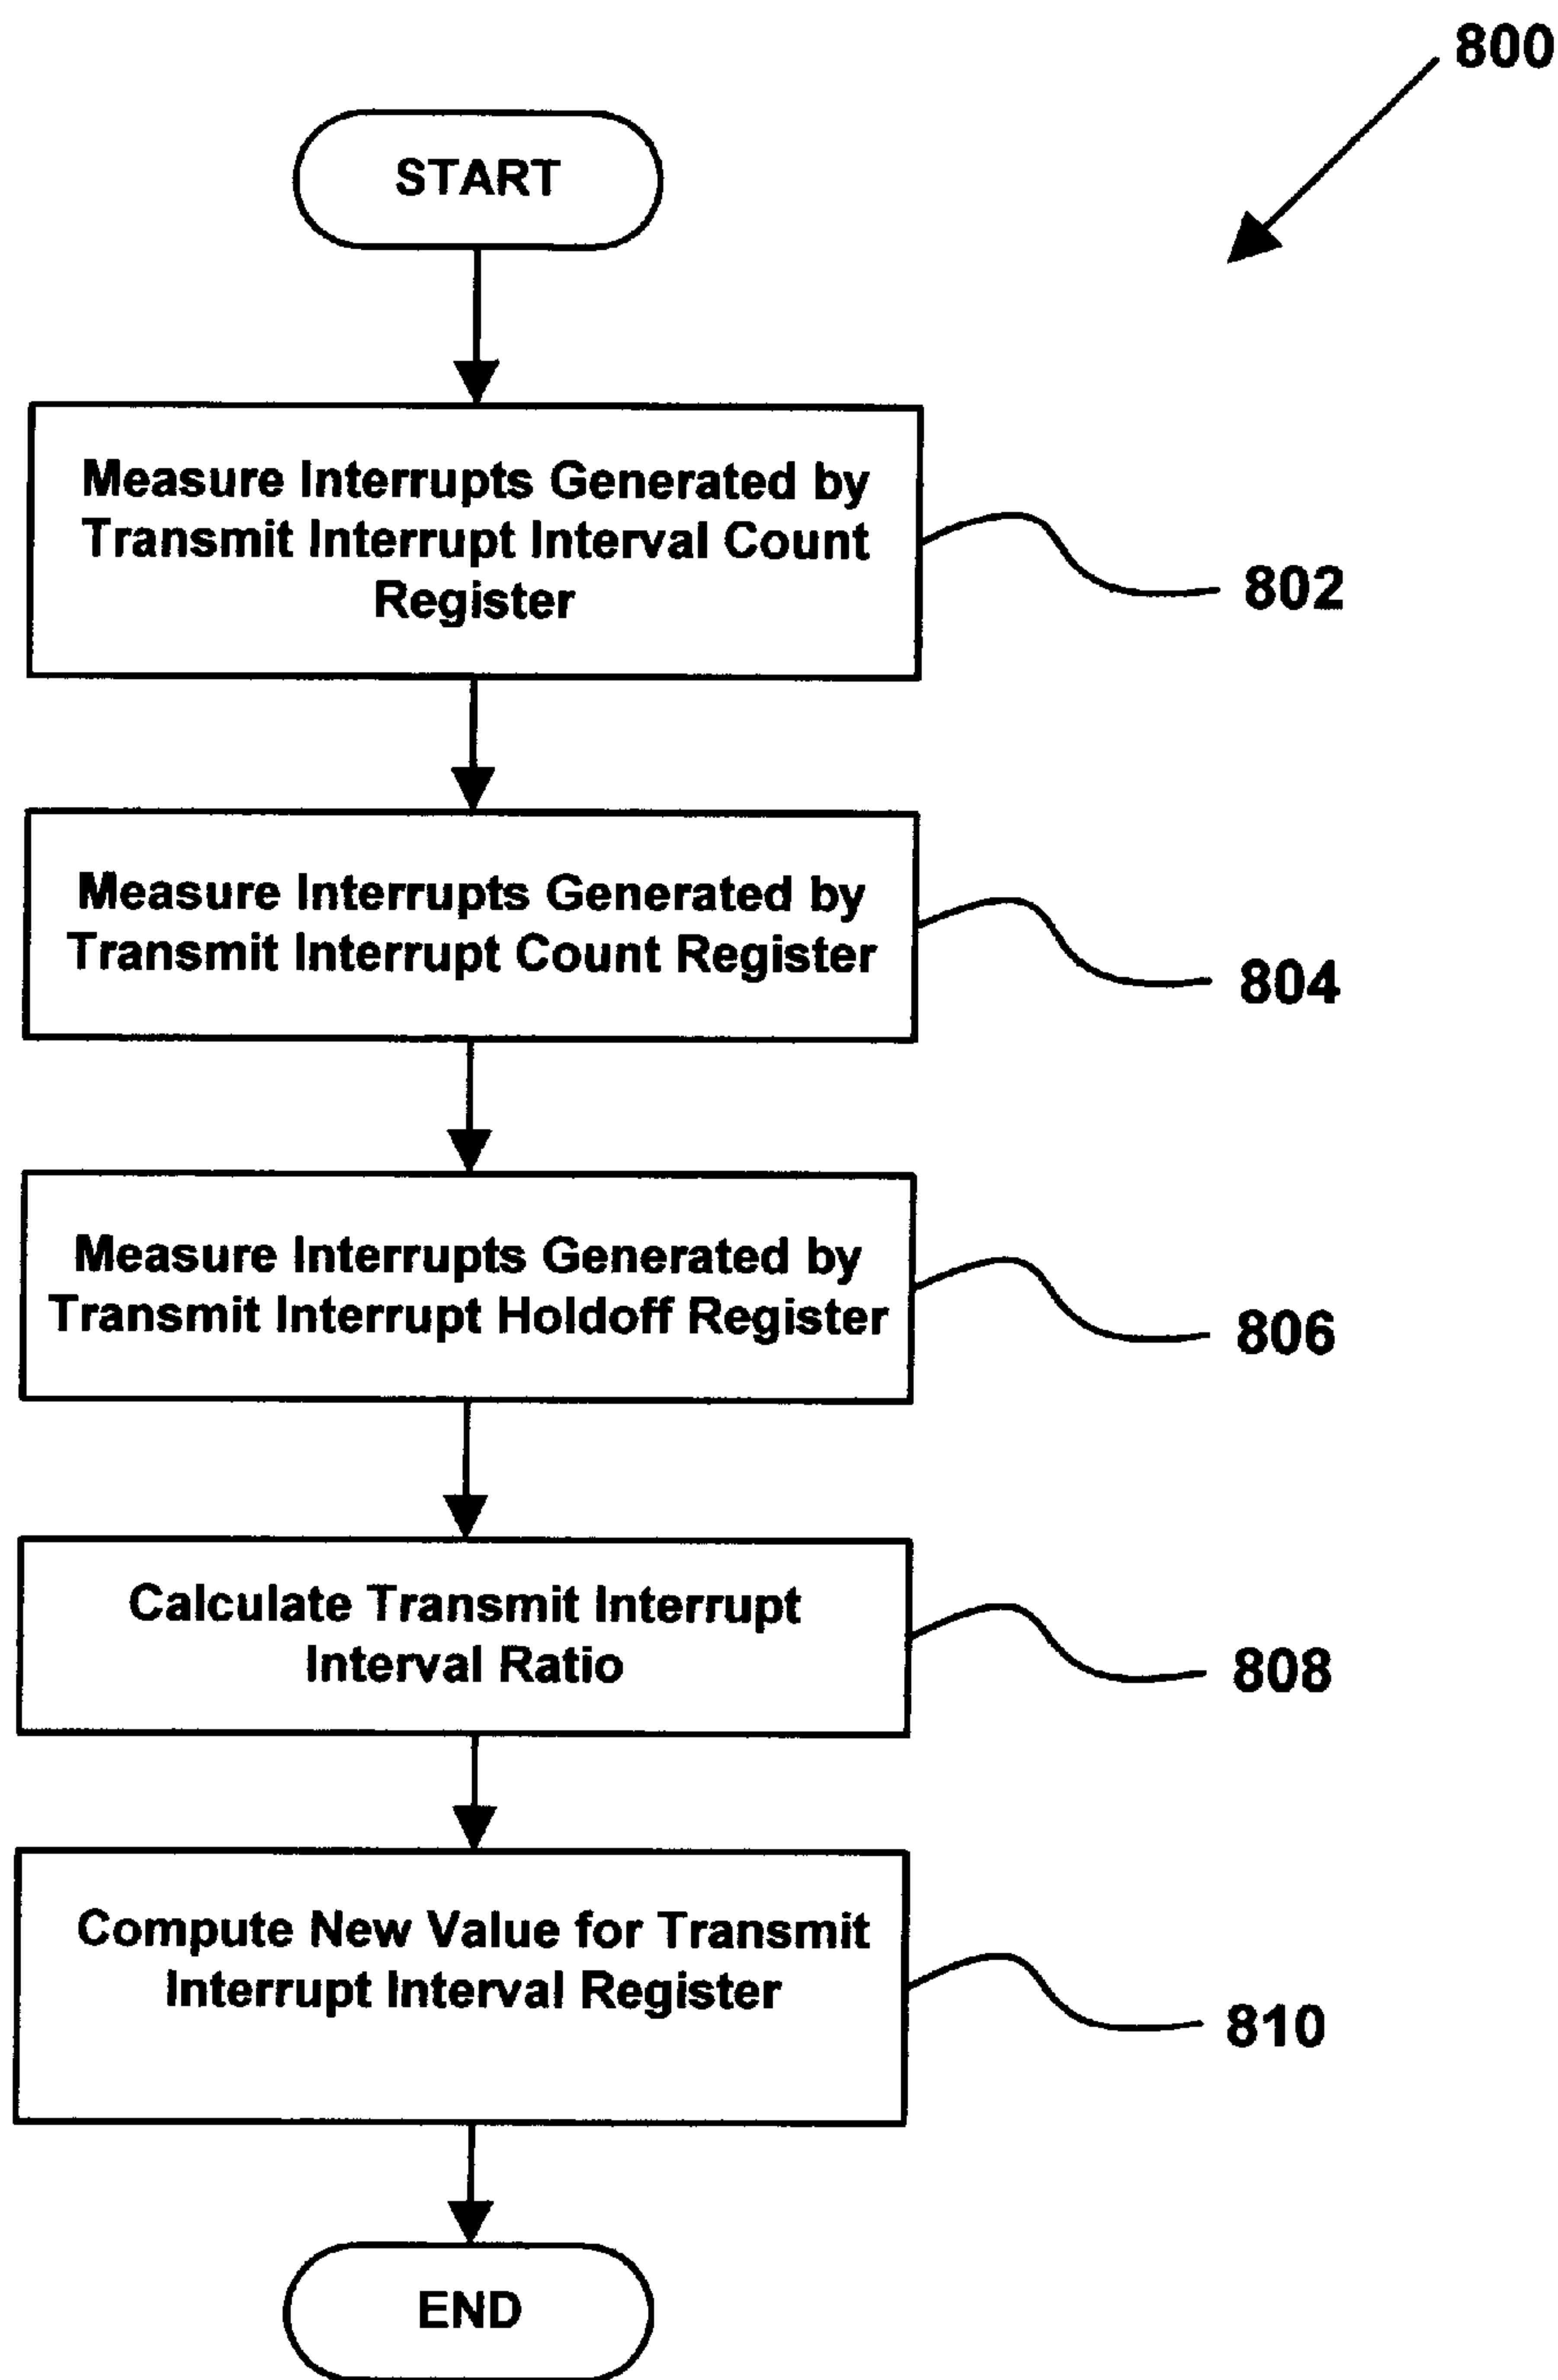 800
START
Measure Interrupts Generated by
Transmit Interrupt Interval Count
Register
802
Measure Interrupts Generated by
Transmit Interrupt Count Register
804
Measure Interrupts Generated by
Transmit Interrupt Holdoff Register
806
Calculate Transmit Interrupt
Interval Ratio
808
Compute New Value for Transmit
Interrupt Interval Register
810
END